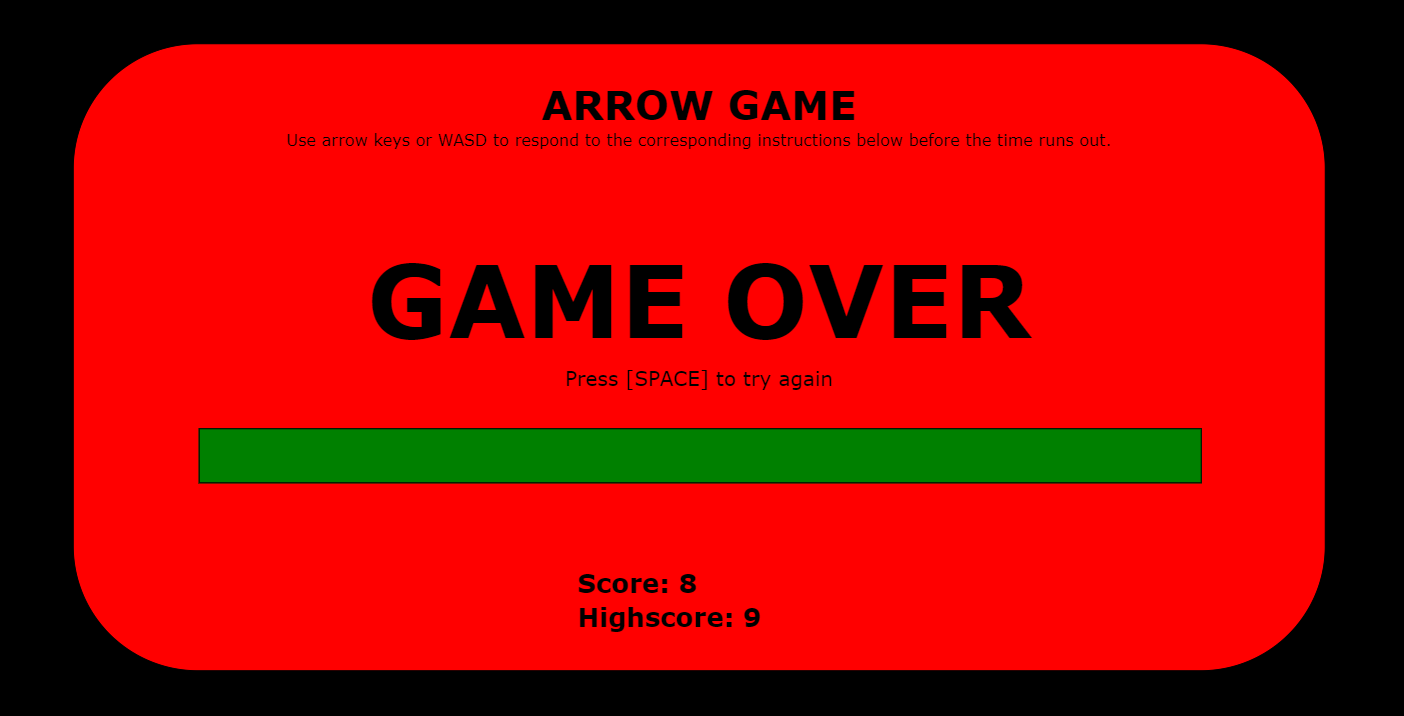 ARROW GAME
Use arrow keys or WASD to respond to the corresponding instructions below before the time runs out.
GAME OVER
Press [SPACE] to try again
Score: 8
Highscore: 9